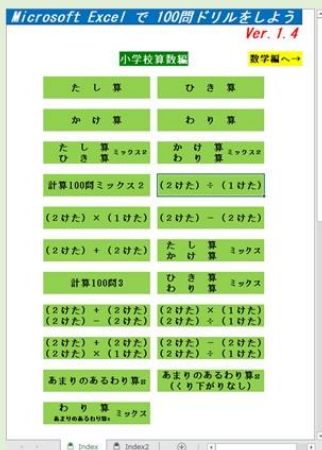 Microsoft Excel で 100問ドリルをしよう
Ver. 1.4
小学校算数編
数学編へ→
たし算
ひき算
かけ算
わり算
たし算
ひき算 ミックス2
かけ算
わり算 ミックス2
計算100問ミックス2
(2けた) ÷ (1けた)
(2けた) × (1けた)
(2けた) − (2けた)
(2けた) + (2けた)
たし算
かけ算 ミックス
計算100問3
ひき算
わり算 ミックス
(2けた) + (2けた)
(2けた) − (2けた)
(2けた) × (1けた)
(2けた) ÷ (1けた)
(2けた) + (2けた)
(2けた) × (1けた)
(2けた) − (2けた)
(2けた) ÷ (1けた)
あまりのあるわり算
あまりのあるわり算
(くり下がりなし)
わり算 ミックス
あまりのあるわり算
Index
Index2